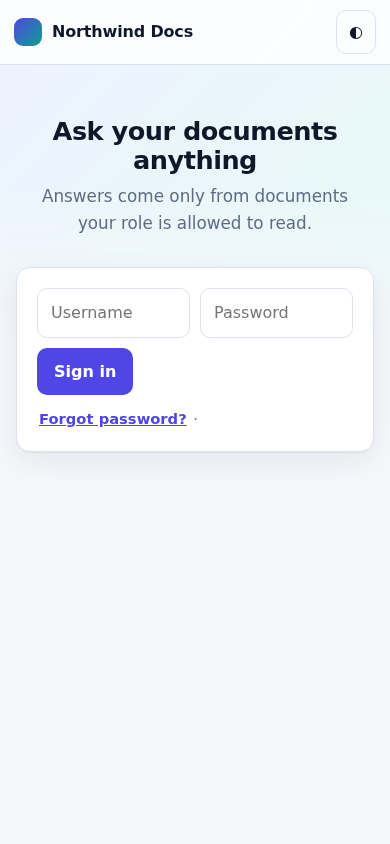 Northwind Docs
Ask your documents
anything
Answers come only from documents
your role is allowed to read.
Username
Password
Sign in
Forgot password? ·